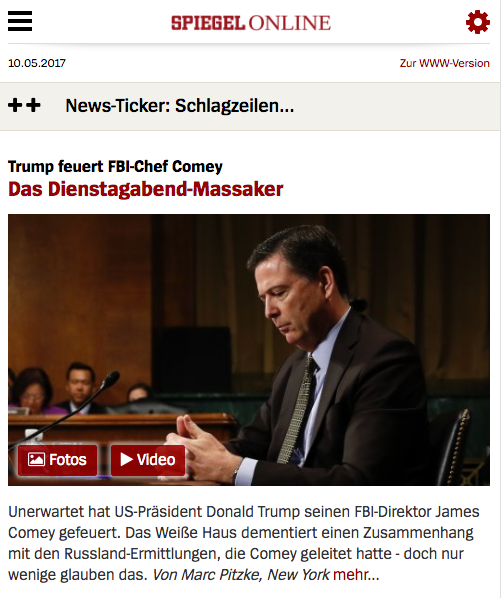 SPIEGEL ONLINE
10.05.2017 Zur WWW-Version
++ News-Ticker: Schlagzeilen...
Trump feuert FBI-Chef Comey
Das Dienstagabend-Massaker
Fotos Video
Unerwartet hat US-Präsident Donald Trump seinen FBI-Direktor James
Comey gefeuert. Das Weiße Haus dementiert einen Zusammenhang
mit den Russland-Ermittlungen, die Comey geleitet hatte - doch nur
wenige glauben das. Von Marc Pitzke, New York mehr...